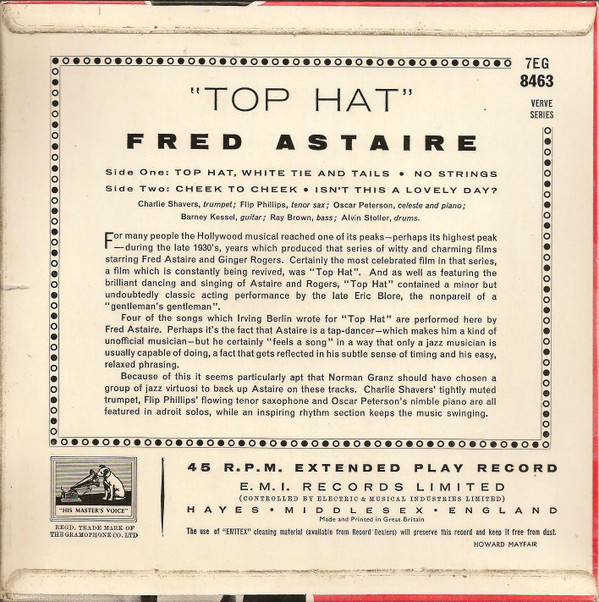 7EG
8463
VERVE
SERIES
"TOP HAT"
FRED ASTAIRE
Side One: TOP HAT, WHITE TIE AND TAILS • NO STRINGS
Side Two: CHEEK TO CHEEK • ISN'T THIS A LOVELY DAY?
Charlie Shavers, trumpet; Flip Phillips, tenor sax; Oscar Peterson, celeste and piano;
Barney Kessel, guitar; Ray Brown, bass; Alvin Stoller, drums.
For many people the Hollywood musical reached one of its peaks—perhaps its highest peak
—during the late 1930's, years which produced that series of witty and charming films
starring Fred Astaire and Ginger Rogers. Certainly the most celebrated film in that series,
a film which is constantly being revived, was "Top Hat". And as well as featuring the
brilliant dancing and singing of Astaire and Rogers, "Top Hat" contained a minor but
undoubtedly classic acting performance by the late Eric Blore, the nonpareil of a
"gentleman's gentleman".
Four of the songs which Irving Berlin wrote for "Top Hat" are performed here by
Fred Astaire. Perhaps it's the fact that Astaire is a tap-dancer—which makes him a kind of
unofficial musician—but he certainly "feels a song" in a way that only a jazz musician is
usually capable of doing, a fact that gets reflected in his subtle sense of timing and his easy,
relaxed phrasing.
Because of this it seems particularly apt that Norman Granz should have chosen a
group of jazz virtuosi to back up Astaire on these tracks. Charlie Shavers' tightly muted
trumpet, Flip Phillips' flowing tenor saxophone and Oscar Peterson's nimble piano are all
featured in adroit solos, while an inspiring rhythm section keeps the music swinging.
"HIS MASTER'S VOICE"
REGD. TRADE MARK OF
THE GRAMOPHONE CO. LTD
45 R.P.M. EXTENDED PLAY RECORD
E.M.I. RECORDS LIMITED
(CONTROLLED BY ELECTRIC & MUSICAL INDUSTRIES LIMITED)
HAYES • MIDDLESEX • ENGLAND
Made and Printed in Great Britain
The use of "EMITEX" cleaning material (available from Record Dealers) will preserve this record and keep it free from dust.
HOWARD MAYFAIR